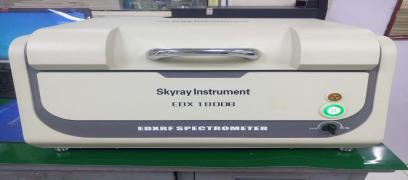 Skyray Instrument
EDX 1800B
EDXRF SPECTROMETER